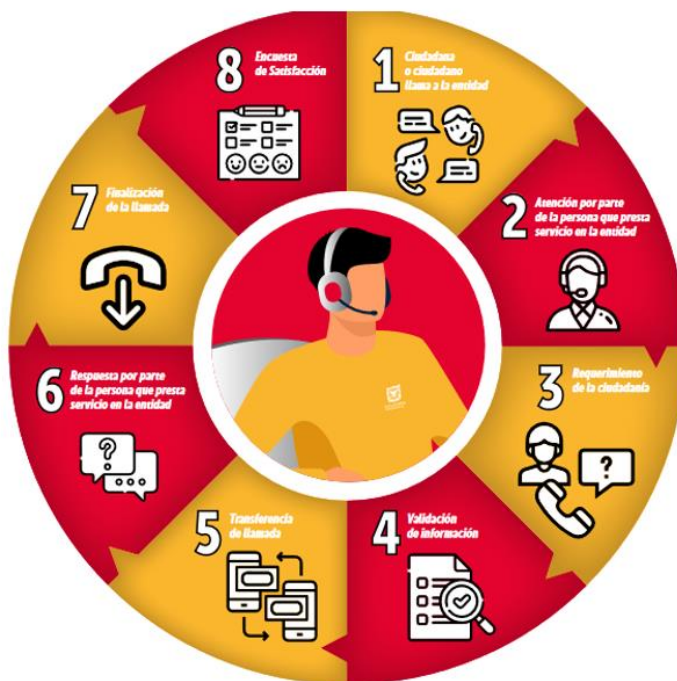 1
Ciudadana
o ciudadano
llama a la entidad
2
Atención por parte
de la persona que presta
servicio en la entidad
3
Requerimiento
de la ciudadanía
?
4
Validación
de información
5
Transferencia
de llamada
6
Respuesta por parte
de la persona que presta
servicio en la entidad
?
7
Finalización
de la llamada
8
Encuesta
de Satisfacción